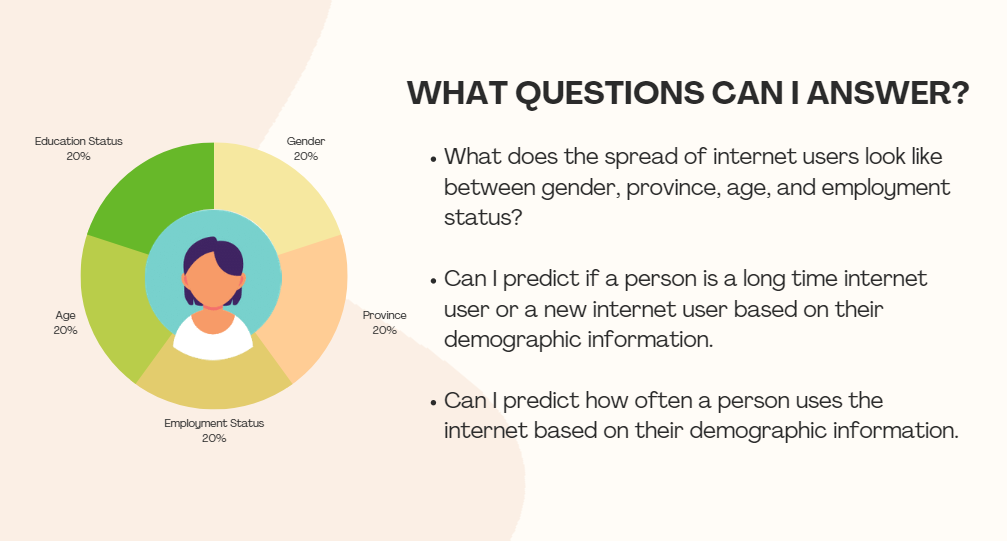 WHAT QUESTIONS CAN I ANSWER?
Education Status
20%
Gender
20%
Age
20%
Province
20%
Employment Status
20%
• What does the spread of internet users look like
between gender, province, age, and employment
status?
• Can I predict if a person is a long time internet
user or a new internet user based on their
demographic information.
• Can I predict how often a person uses the
internet based on their demographic information.